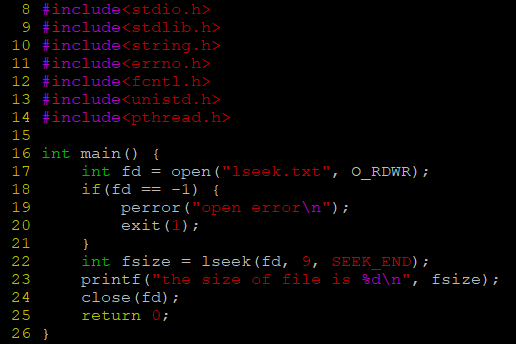 8 #include<stdio.h>
9 #include<stdlib.h>
10 #include<string.h>
11 #include<errno.h>
12 #include<fcntl.h>
13 #include<unistd.h>
14 #include<pthread.h>
15
16 int main() {
17     int fd = open("lseek.txt", O_RDWR);
18     if(fd == -1) {
19         perror("open error\n");
20         exit(1);
21     }
22     int fsize = lseek(fd, 9, SEEK_END);
23     printf("the size of file is %d\n", fsize);
24     close(fd);
25     return 0;
26 }